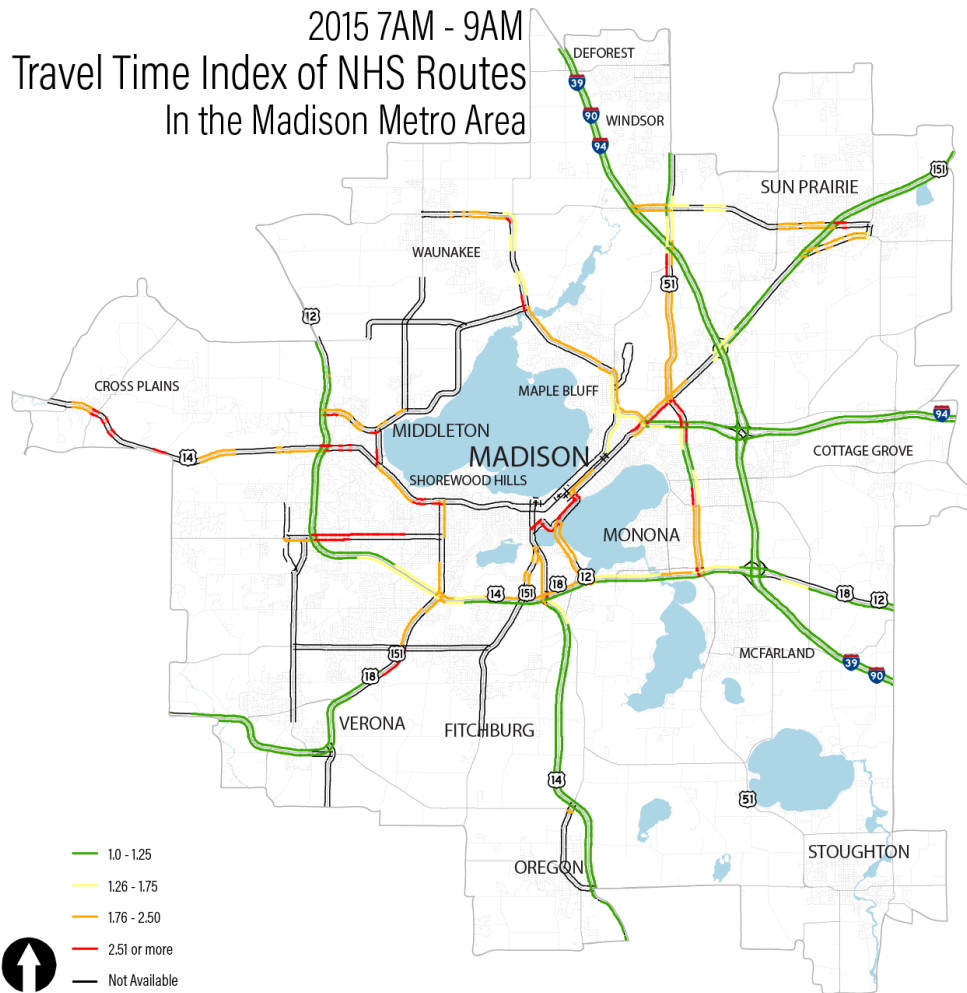 2015 7AM - 9AM
Travel Time Index of NHS Routes
In the Madison Metro Area
DEFOREST
39
90
WINDSOR
94
151
SUN PRAIRIE
WAUNAKEE
51
12
CROSS PLAINS
MAPLE BLUFF
94
MIDDLETON
14
MADISON
COTTAGE GROVE
SHOREWOOD HILLS
MONONA
12
18
14
151
18
12
151
MCFARLAND
39
18
90
VERONA
FITCHBURG
14
51
1.0 - 1.25
STOUGHTON
OREGON
1.26 - 1.75
1.76 - 2.50
2.51 or more
Not Available